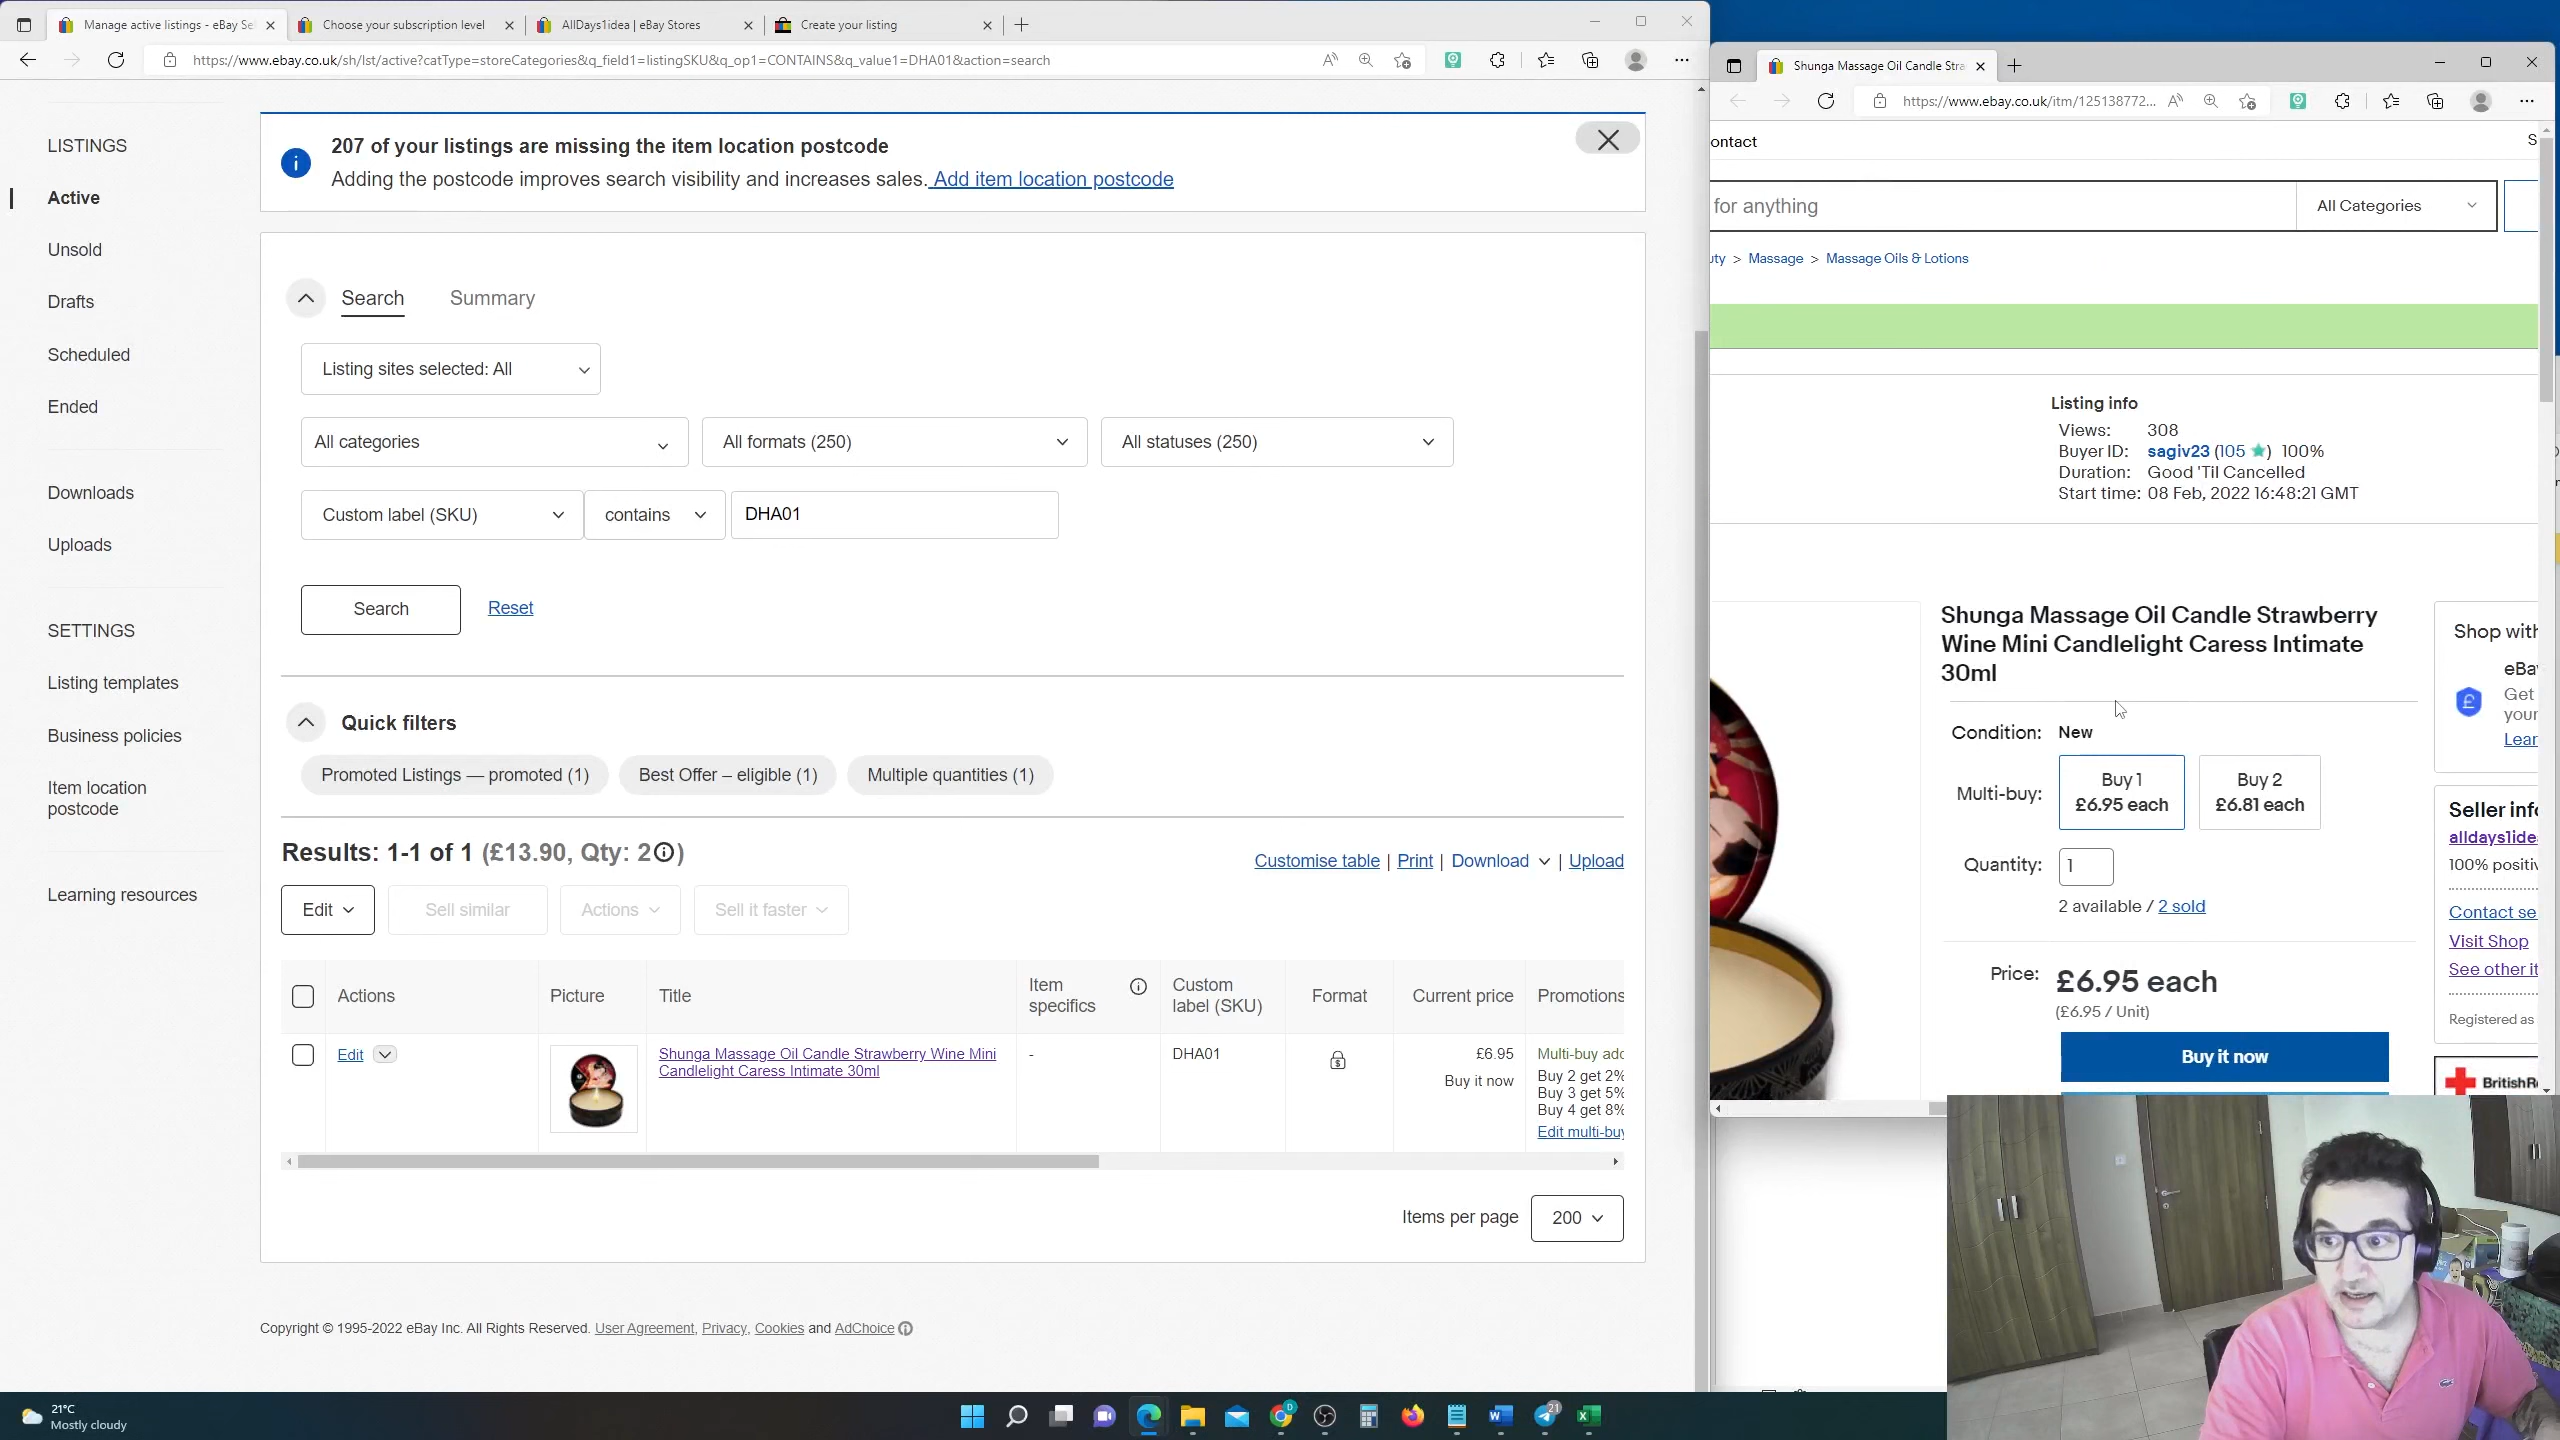 Manage active listings - eBay Se
Choose your subscription level
AllDays1idea | eBay Stores
Create your listing
https://www.ebay.co.uk/sh/lst/active?catType=storeCategories&q_field1=listingSKU&q_op1=CONTAINS&q_value1=DHA01&action=search
LISTINGS
Active
Unsold
Drafts
Scheduled
Ended
Downloads
Uploads
SETTINGS
Listing templates
Business policies
Item location
postcode
Learning resources
207 of your listings are missing the item location postcode
Adding the postcode improves search visibility and increases sales. Add item location postcode
Search
Summary
Listing sites selected: All
All categories
All formats (250)
All statuses (250)
Custom label (SKU)
contains
DHA01
Search
Reset
Quick filters
Promoted Listings — promoted (1)
Best Offer – eligible (1)
Multiple quantities (1)
Results: 1-1 of 1 (£13.90, Qty: 2)
Customise table | Print | Download | Upload
Edit
Sell similar
Actions
Sell it faster
Actions
Picture
Title
Item
specifics
Custom
label (SKU)
Format
Current price
Promotions
Edit
Shunga Massage Oil Candle Strawberry Wine Mini
Candlelight Caress Intimate 30ml
-
DHA01
£6.95
Buy it now
Multi-buy add
Buy 2 get 2%
Buy 3 get 5%
Buy 4 get 8%
Edit multi-buy
Items per page
200
Copyright © 1995-2022 eBay Inc. All Rights Reserved. User Agreement, Privacy, Cookies and AdChoice
Shunga Massage Oil Candle Stra
https://www.ebay.co.uk/itm/125138772...
ontact
S
for anything
All Categories
uty > Massage > Massage Oils & Lotions
Listing info
Views: 308
Buyer ID: sagiv23 (105) 100%
Duration: Good 'Til Cancelled
Start time: 08 Feb, 2022 16:48:21 GMT
Shunga Massage Oil Candle Strawberry
Wine Mini Candlelight Caress Intimate
30ml
Condition: New
Multi-buy:
Buy 1
£6.95 each
Buy 2
£6.81 each
Quantity: 1
2 available / 2 sold
Price: £6.95 each
(£6.95 / Unit)
Buy it now
Shop with
eBay
Get
your
Lear
Seller info
alldays1idea
100% positiv
Contact se
Visit Shop
See other it
Registered as
BritishRe
21°C
Mostly cloudy
21